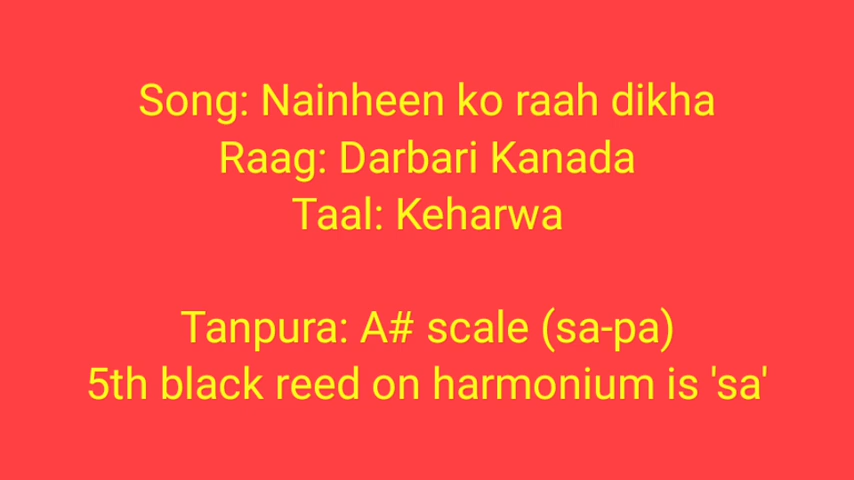 Song: Nainheen ko raah dikha
Raag: Darbari Kanada
Taal: Keharwa
Tanpura: A# scale (sa-pa)
5th black reed on harmonium is 'sa'